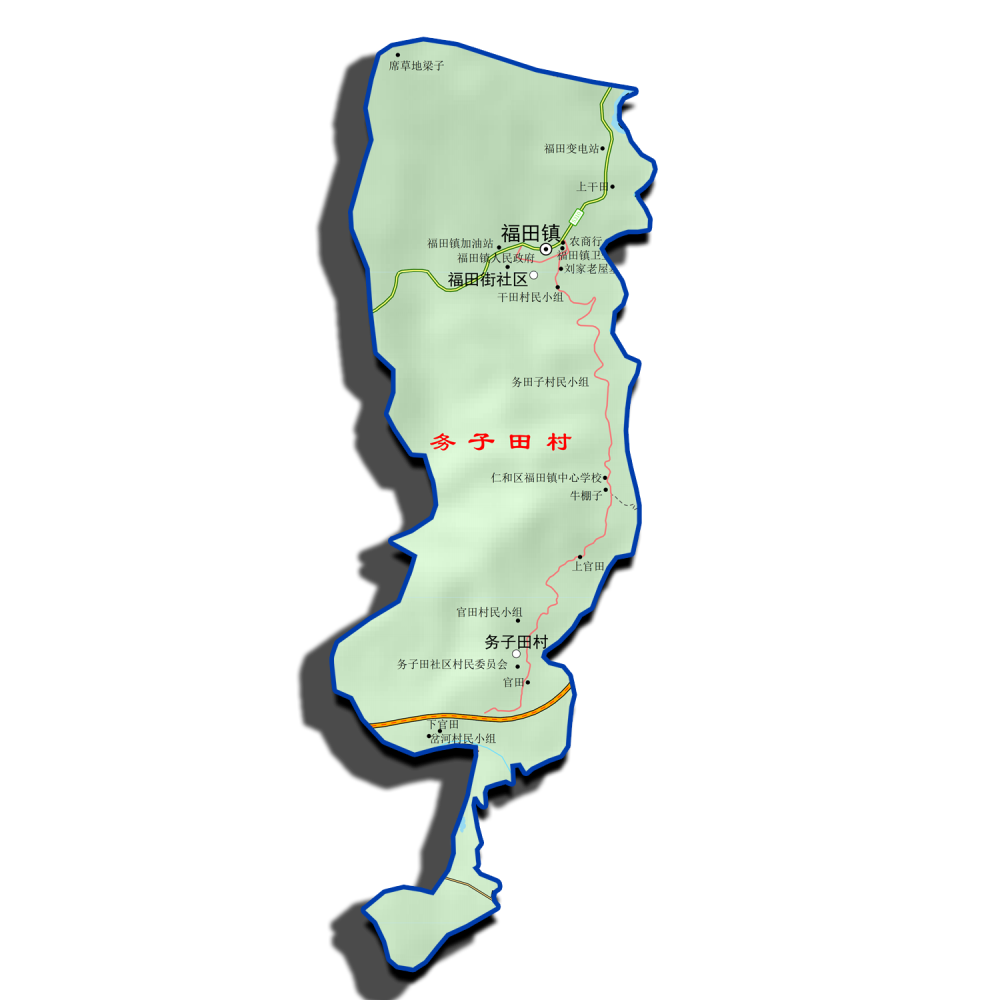 席草地梁子
福田变电站
上干田
福田镇
农商行
福田镇加油站
福田镇卫
福田镇人民政府
刘家老屋基
福田街社区
干田村民小组
务田子村民小组
务子田村
仁和区福田镇中心学校
牛棚子
上官田
官田村民小组
务子田村
务子田社区村民委员会
官田
下官田
岔河村民小组